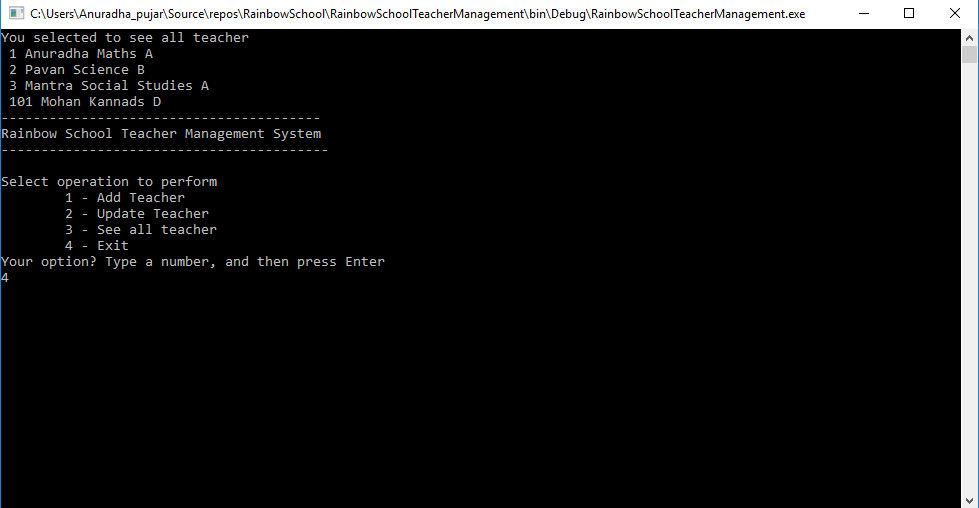 C:\Users\Anuradha_pujar\Source\repos\RainbowSchool\RainbowSchoolTeacherManagement\bin\Debug\RainbowSchoolTeacherManagement.exe
You selected to see all teacher
1 Anuradha Maths A
2 Pavan Science B
3 Mantra Social Studies A
101 Mohan Kannads D
----------------------------------------
Rainbow School Teacher Management System
-----------------------------------------
Select operation to perform
1 - Add Teacher
2 - Update Teacher
3 - See all teacher
4 - Exit
Your option? Type a number, and then press Enter
4